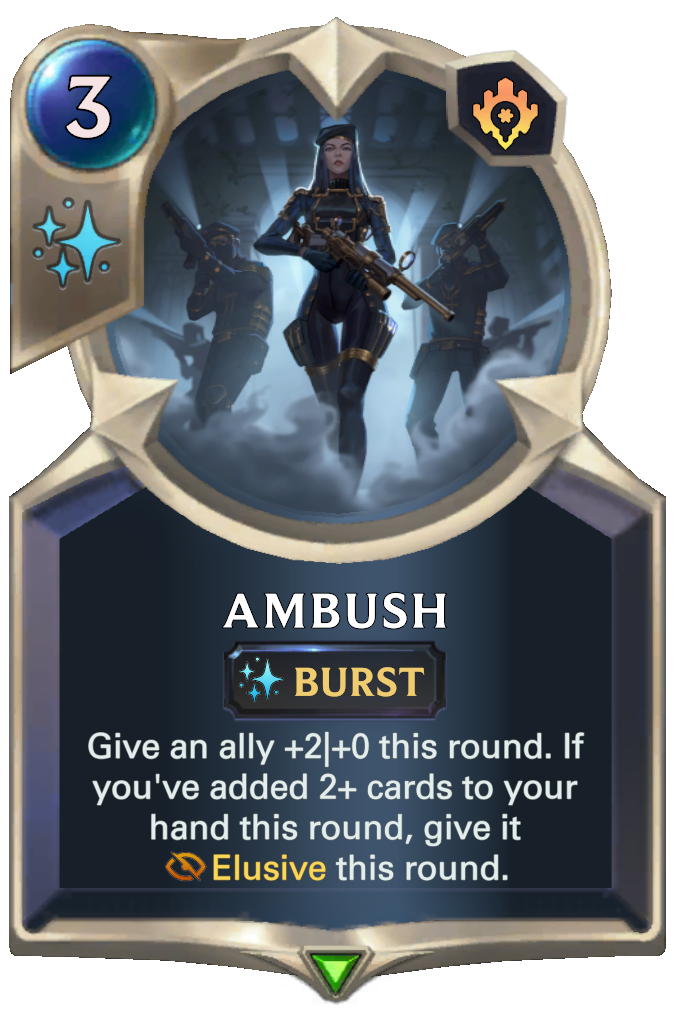 3
AMBUSH
BURST
Give an ally +2|+0 this round. If
you've added 2+ cards to your
hand this round, give it
Elusive this round.